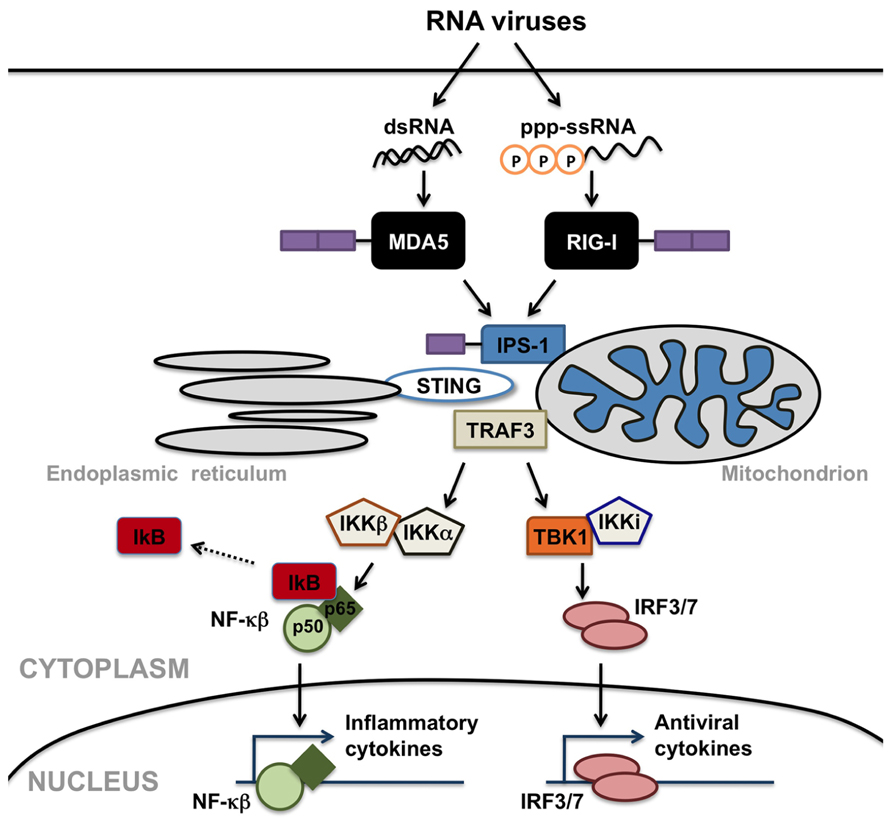 RNA viruses
dsRNA
ppp-ssRNA
P P P
MDA5
RIG-I
IPS-1
STING
TRAF3
Endoplasmic reticulum
Mitochondrion
IKKβ
IKKα
TBK1
IKKi
IkB
IkB
p65
p50
NF-κβ
IRF3/7
CYTOPLASM
Inflammatory
cytokines
Antiviral
cytokines
NUCLEUS
NF-κβ
IRF3/7